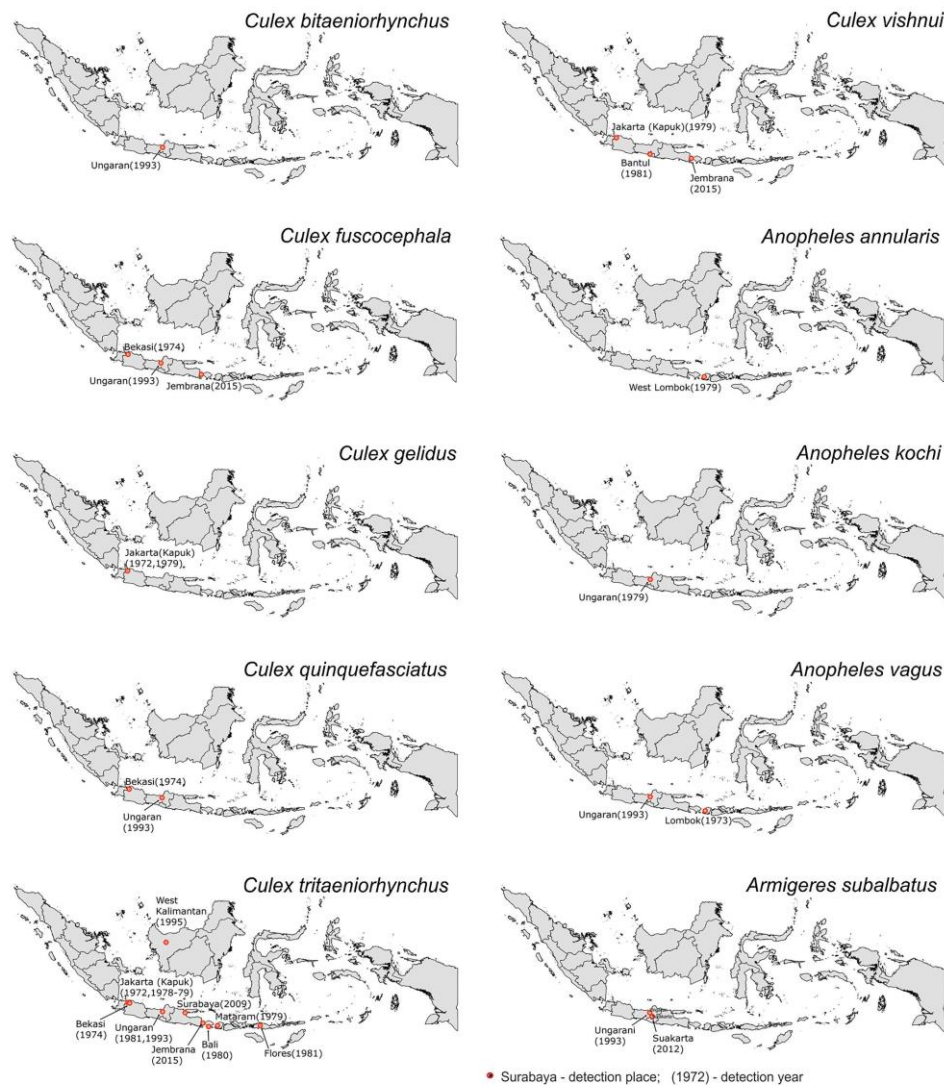 Culex bitaeniorhynchus
Ungaran(1993)
Culex vishnui
Jakarta (Kapuk)(1979)
Bantul
(1981)
Jembrana
(2015)
Culex fuscocephala
Bekasi(1974)
Ungaran(1993)
Jembrana(2015)
Anopheles annularis
West Lombok(1979)
Culex gelidus
Jakarta(Kapuk)
(1972,1979)
Anopheles kochi
Ungaran(1979)
Culex quinquefasciatus
Bekasi(1974)
Ungaran
(1993)
Anopheles vagus
Ungaran(1993)
Lombok(1973)
Culex tritaeniorhynchus
West
Kalimantan
(1995)
Jakarta (Kapuk)
(1972,1978-79)
Surabaya(2009)
Mataram(1979)
Bekasi
(1974)
Ungaran
(1981,1993)
Jembrana
(2015)
Bali
(1980)
Flores(1981)
Armigeres subalbatus
Ungarani
(1993)
Suakarta
(2012)
Surabaya - detection place; (1972) - detection year